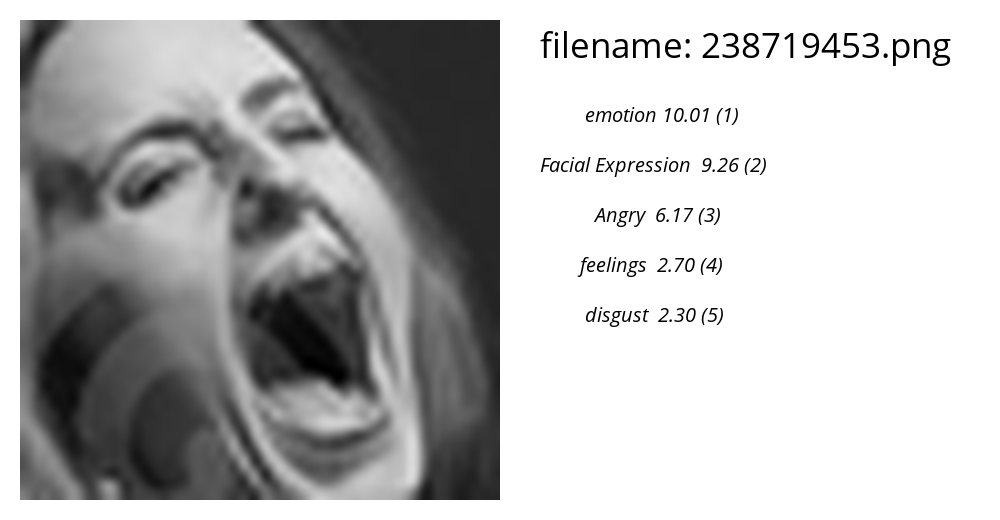 filename: 238719453.png
emotion 10.01 (1)
Facial Expression 9.26 (2)
Angry 6.17 (3)
feelings 2.70 (4)
disgust 2.30 (5)